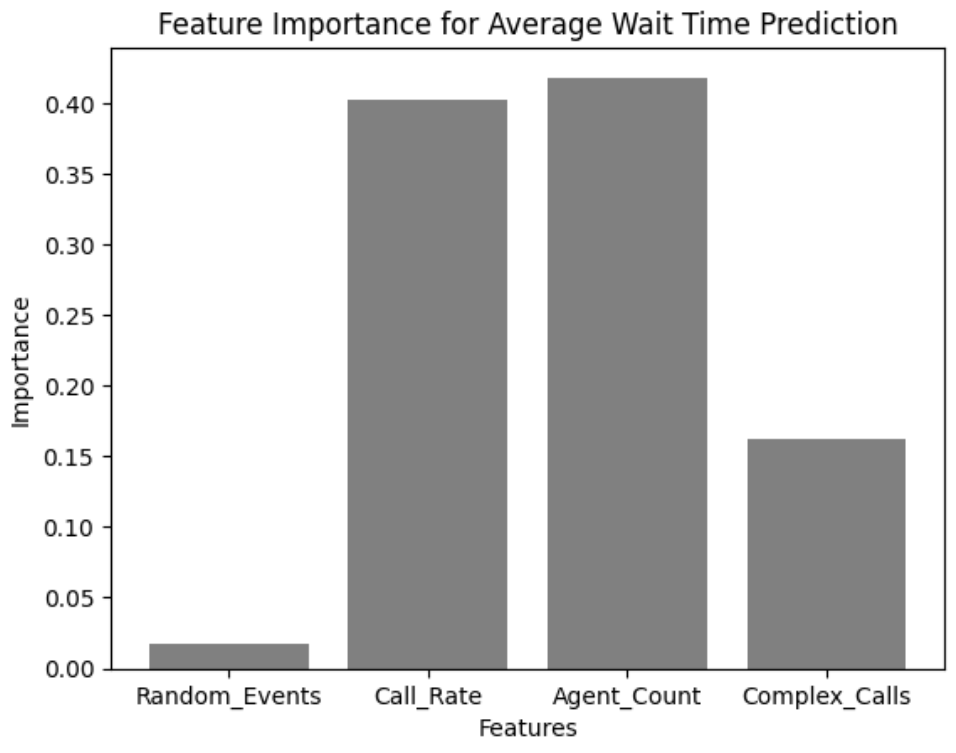 Feature Importance for Average Wait Time Prediction
0.40
0.35
0.30
0.25
0.20
0.15
0.10
0.05
0.00
Importance
Random_Events Call_Rate Agent_Count Complex_Calls
Features